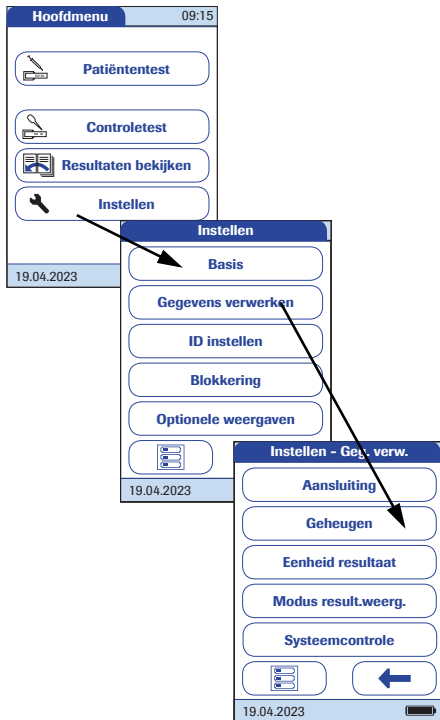 Hoofdmenu 09:15
Patiëntentest
Controletest
Resultaten bekijken
Instellen
19.04.2023
Instellen
Basis
Gegevens verwerken
ID instellen
Blokkering
Optionele weergaven
19.04.2023
Instellen - Geg. verw.
Aansluiting
Geheugen
Eenheid resultaat
Modus result.weerg.
Systeemcontrole
19.04.2023